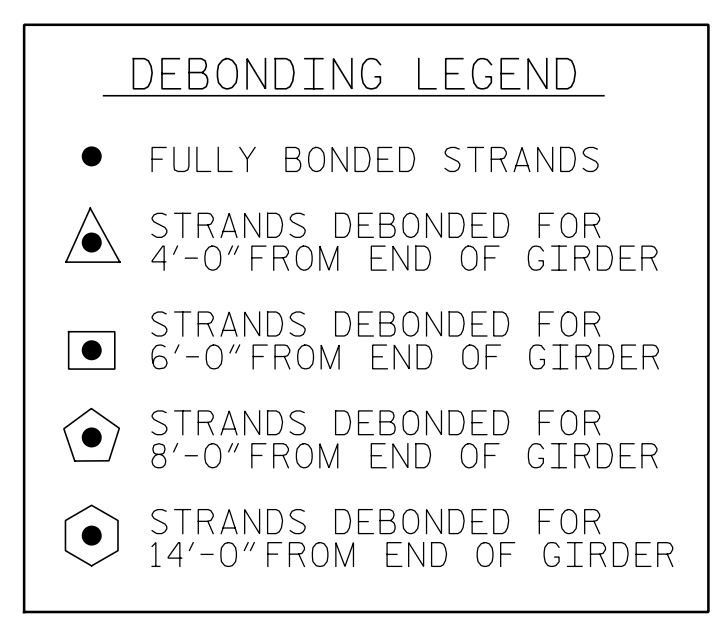 DEBONDING LEGEND
FULLY BONDED STRANDS
STRANDS DEBONDED FOR
4'-0" FROM END OF GIRDER
STRANDS DEBONDED FOR
6'-0" FROM END OF GIRDER
STRANDS DEBONDED FOR
8'-0" FROM END OF GIRDER
STRANDS DEBONDED FOR
14'-0" FROM END OF GIRDER